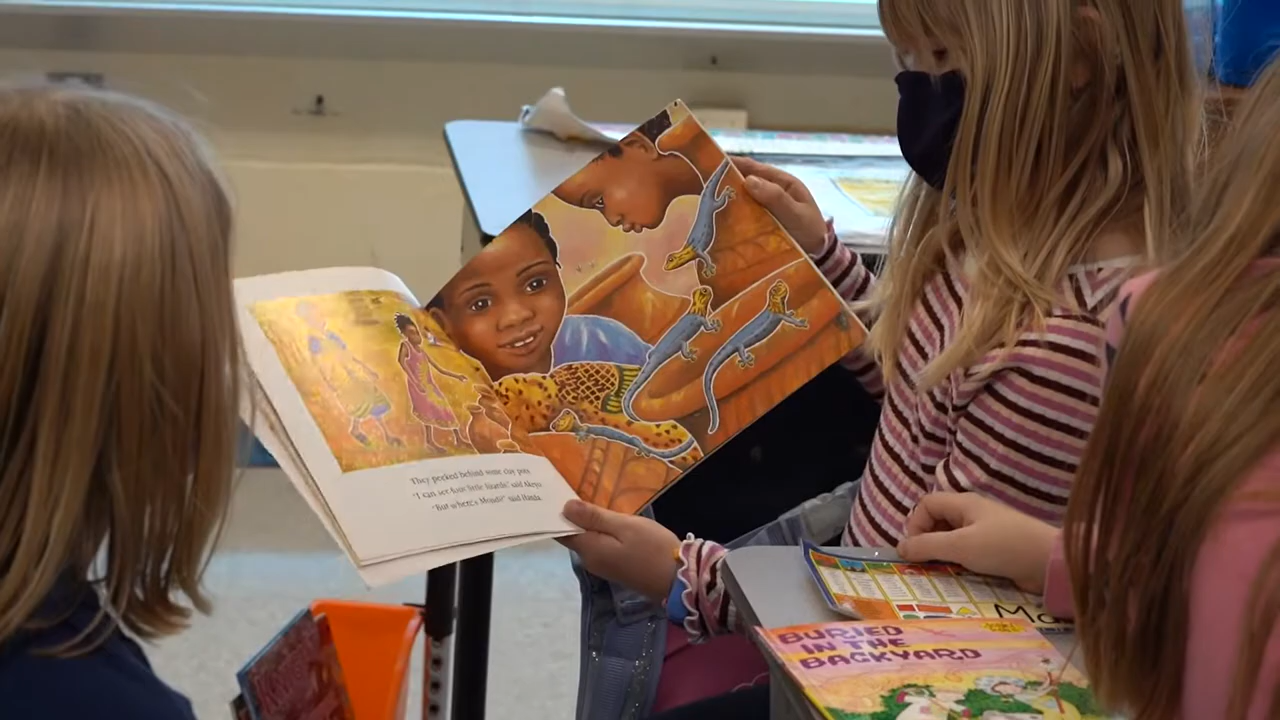 They peeked behind some clay pots.
"I can see four little lizards!" said Akeyo.
"But where's Mondi?" said Handa.
Ma
BURIED
IN THE
BACKYARD